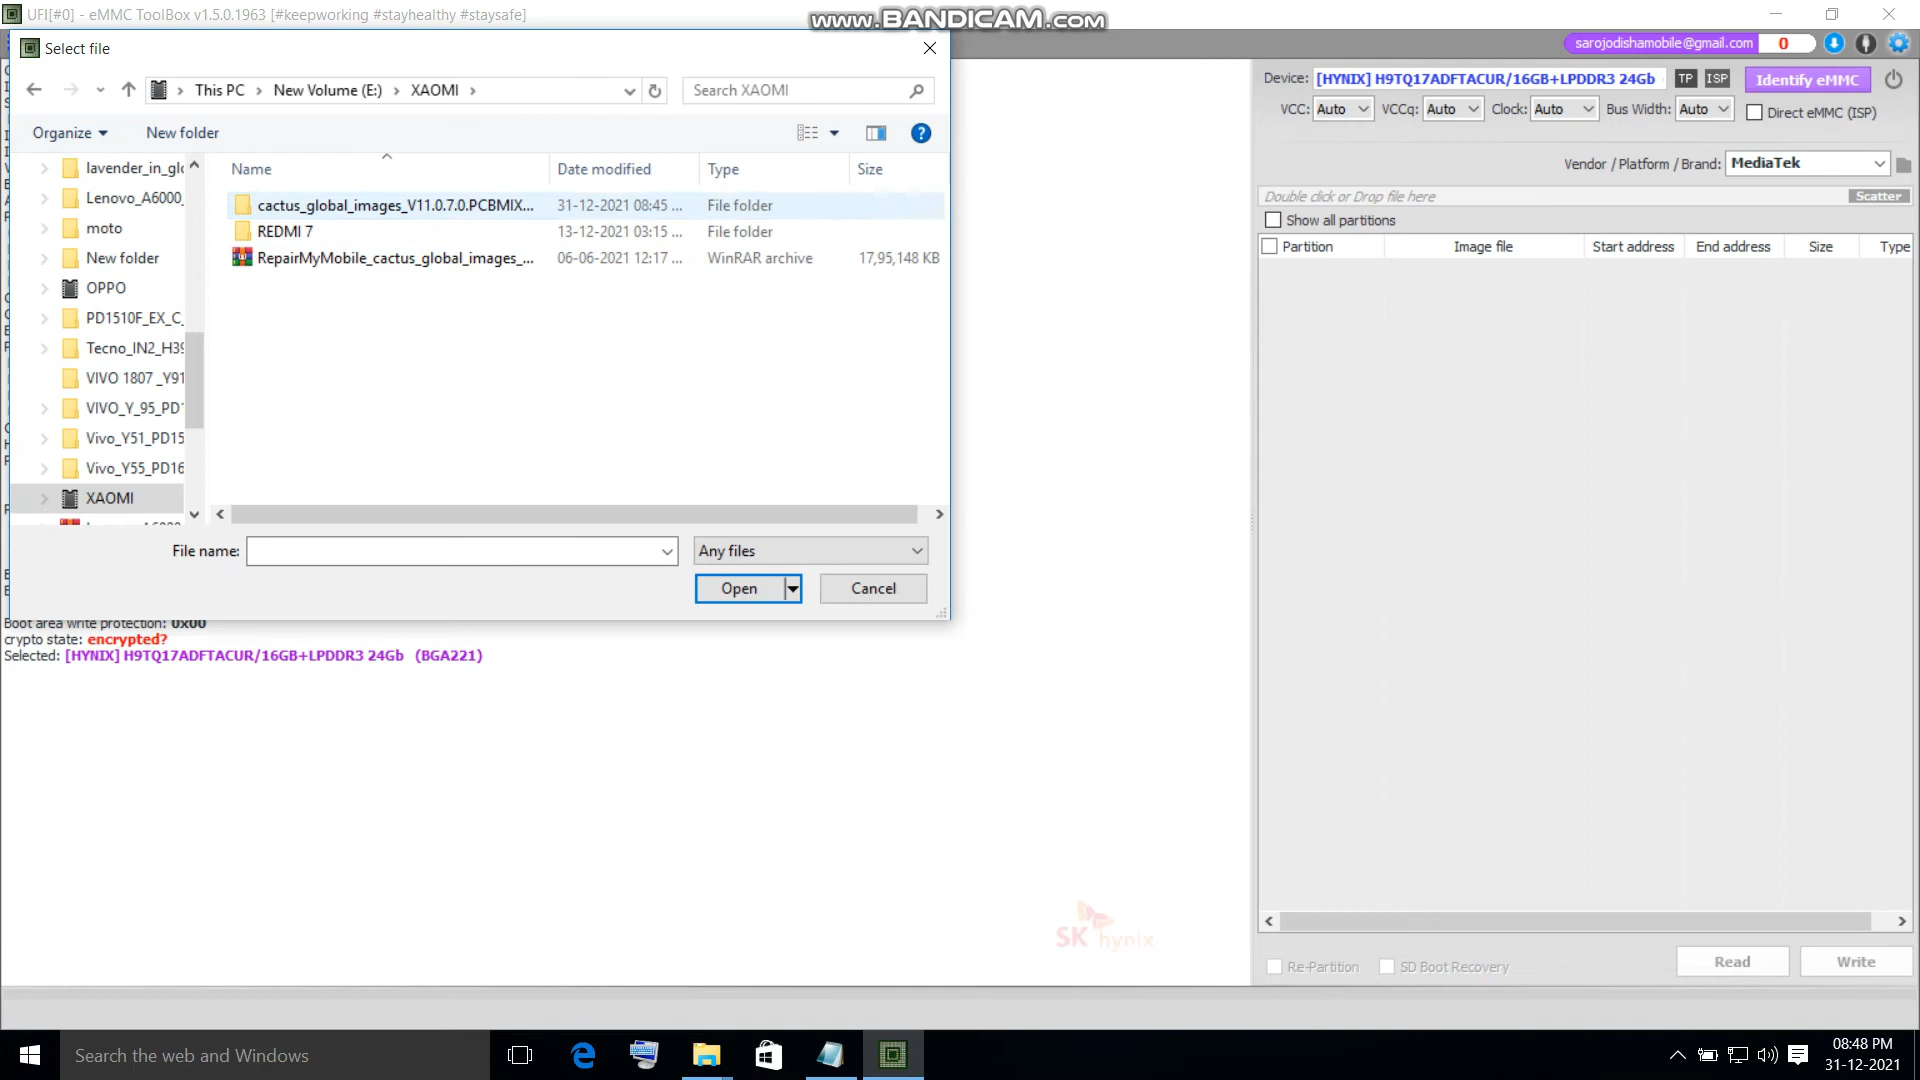 UFI[#0] - eMMC ToolBox v1.5.0.1963 [#keepworking #stayhealthy #staysafe]
www.BANDICAM.com
Select file
sarojodishamobile@gmail.com 0
This PC > New Volume (E:) > XAOMI >
Search XAOMI
Device: [HYNIX] H9TQ17ADFTACUR/16GB+LPDDR3 24Gb TP ISP Identify eMMC
VCC: Auto VCCq: Auto Clock: Auto Bus Width: Auto Direct eMMC (ISP)
Organize New folder
Vendor / Platform / Brand: MediaTek
Name Date modified Type Size
Double click or Drop file here Scatter
Show all partitions
Partition Image file Start address End address Size Type
lavender_in_glo
Lenovo_A6000_
moto
New folder
OPPO
PD1510F_EX_C_
Tecno_IN2_H39
VIVO 1807 _Y91
VIVO_Y_95_PD1
Vivo_Y51_PD15
Vivo_Y55_PD16
XAOMI
cactus_global_images_V11.0.7.0.PCBMIX... 31-12-2021 08:45 ... File folder
REDMI 7 13-12-2021 03:15 ... File folder
RepairMyMobile_cactus_global_images_... 06-06-2021 12:17 ... WinRAR archive 17,95,148 KB
File name: Any files
Open Cancel
Boot area write protection: 0x00
crypto state: encrypted?
Selected: [HYNIX] H9TQ17ADFTACUR/16GB+LPDDR3 24Gb (BGA221)
SK hynix
Re-Partition SD Boot Recovery Read Write
Search the web and Windows
08:48 PM
31-12-2021